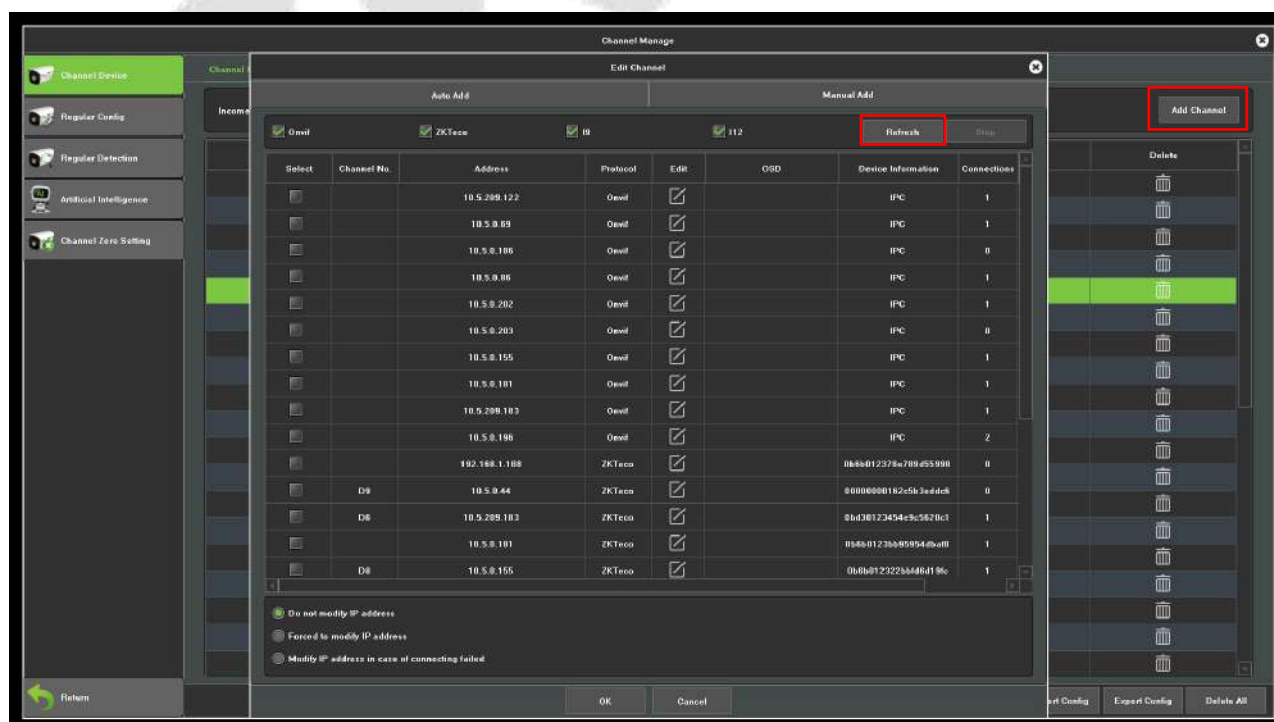 Channel Manage
Edit Channel
Channel Device
Regular Config
Regular Detection
Artificial Intelligence
Channel Zero Setting
Return
Channel
Income
Auto Add
Manual Add
Add Channel
Onvif ZKTeco I9 I12 Refresh Stop
Select Channel No. Address Protocol Edit OSD Device Information Connections Delete
10.5.209.122 Onvif IPC 1
10.5.0.69 Onvif IPC 1
10.5.0.106 Onvif IPC 0
10.5.0.86 Onvif IPC 1
10.5.0.202 Onvif IPC 1
10.5.0.203 Onvif IPC 0
10.5.0.155 Onvif IPC 1
10.5.0.181 Onvif IPC 1
10.5.209.183 Onvif IPC 1
10.5.0.196 Onvif IPC 2
192.168.1.188 ZKTeco 0
D9 10.5.0.44 ZKTeco 0
D6 10.5.209.183 ZKTeco 1
10.5.0.181 ZKTeco 1
D8 10.5.0.155 ZKTeco 1
Do not modify IP address
Forced to modify IP address
Modify IP address in case of connecting failed
OK Cancel
Config Export Config Delete All